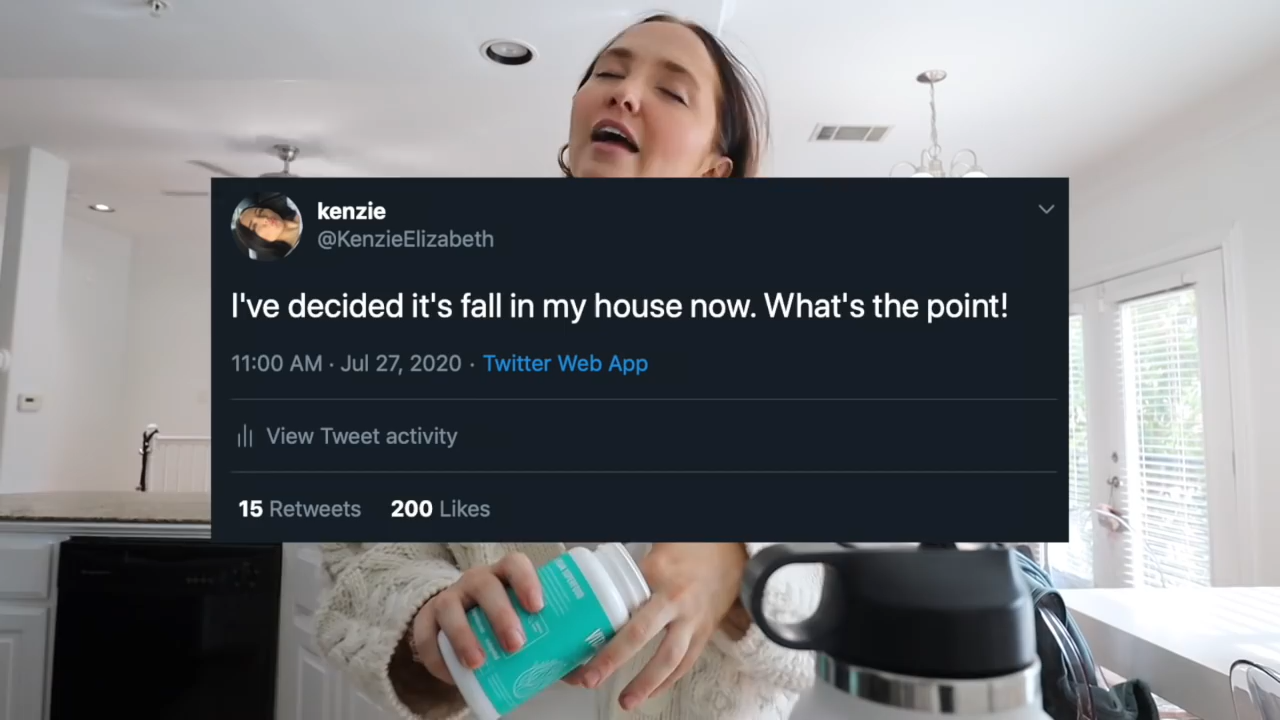 kenzie
@KenzieElizabeth
I've decided it's fall in my house now. What's the point!
11:00 AM · Jul 27, 2020 · Twitter Web App
View Tweet activity
15 Retweets 200 Likes